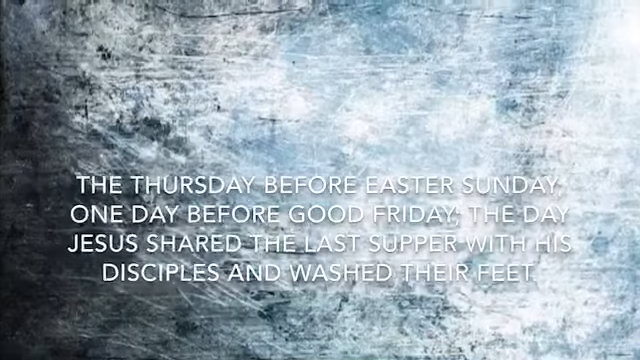 THE THURSDAY BEFORE EASTER SUNDAY,
ONE DAY BEFORE GOOD FRIDAY; THE DAY
JESUS SHARED THE LAST SUPPER WITH HIS
DISCIPLES AND WASHED THEIR FEET.